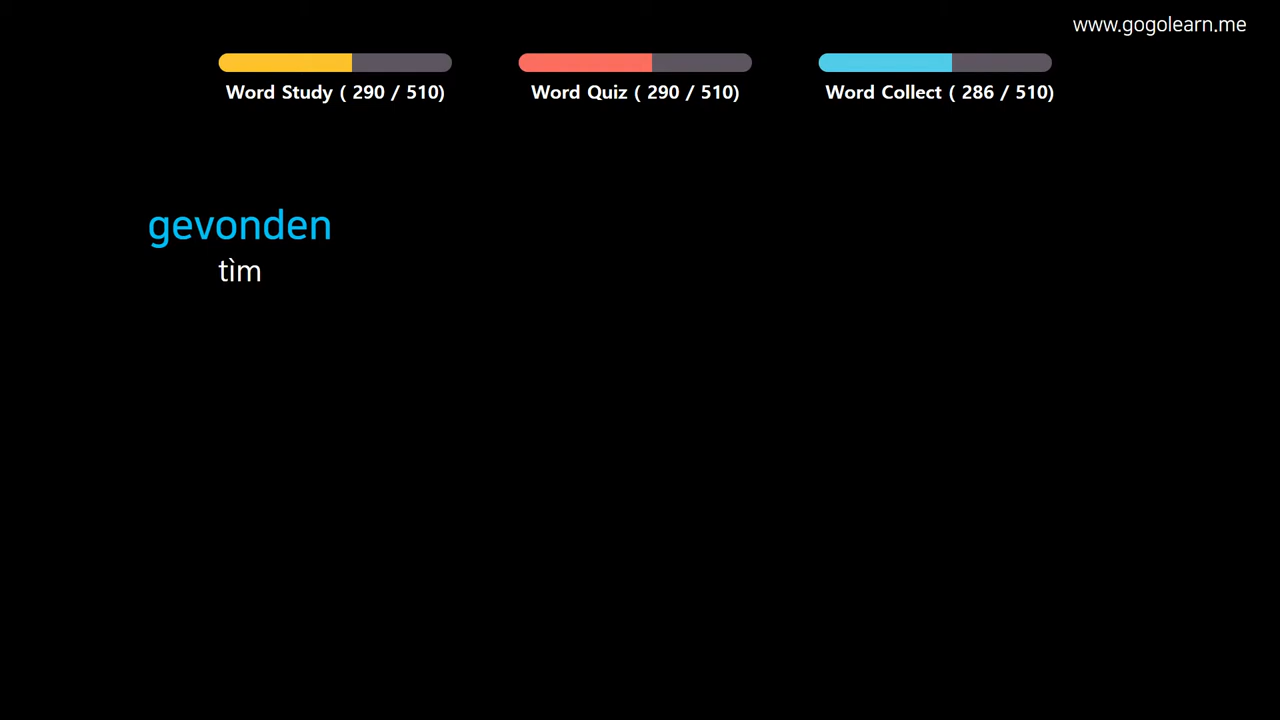 www.gogolearn.me
Word Study ( 290 / 510)
Word Quiz ( 290 / 510)
Word Collect ( 286 / 510)
gevonden
tìm